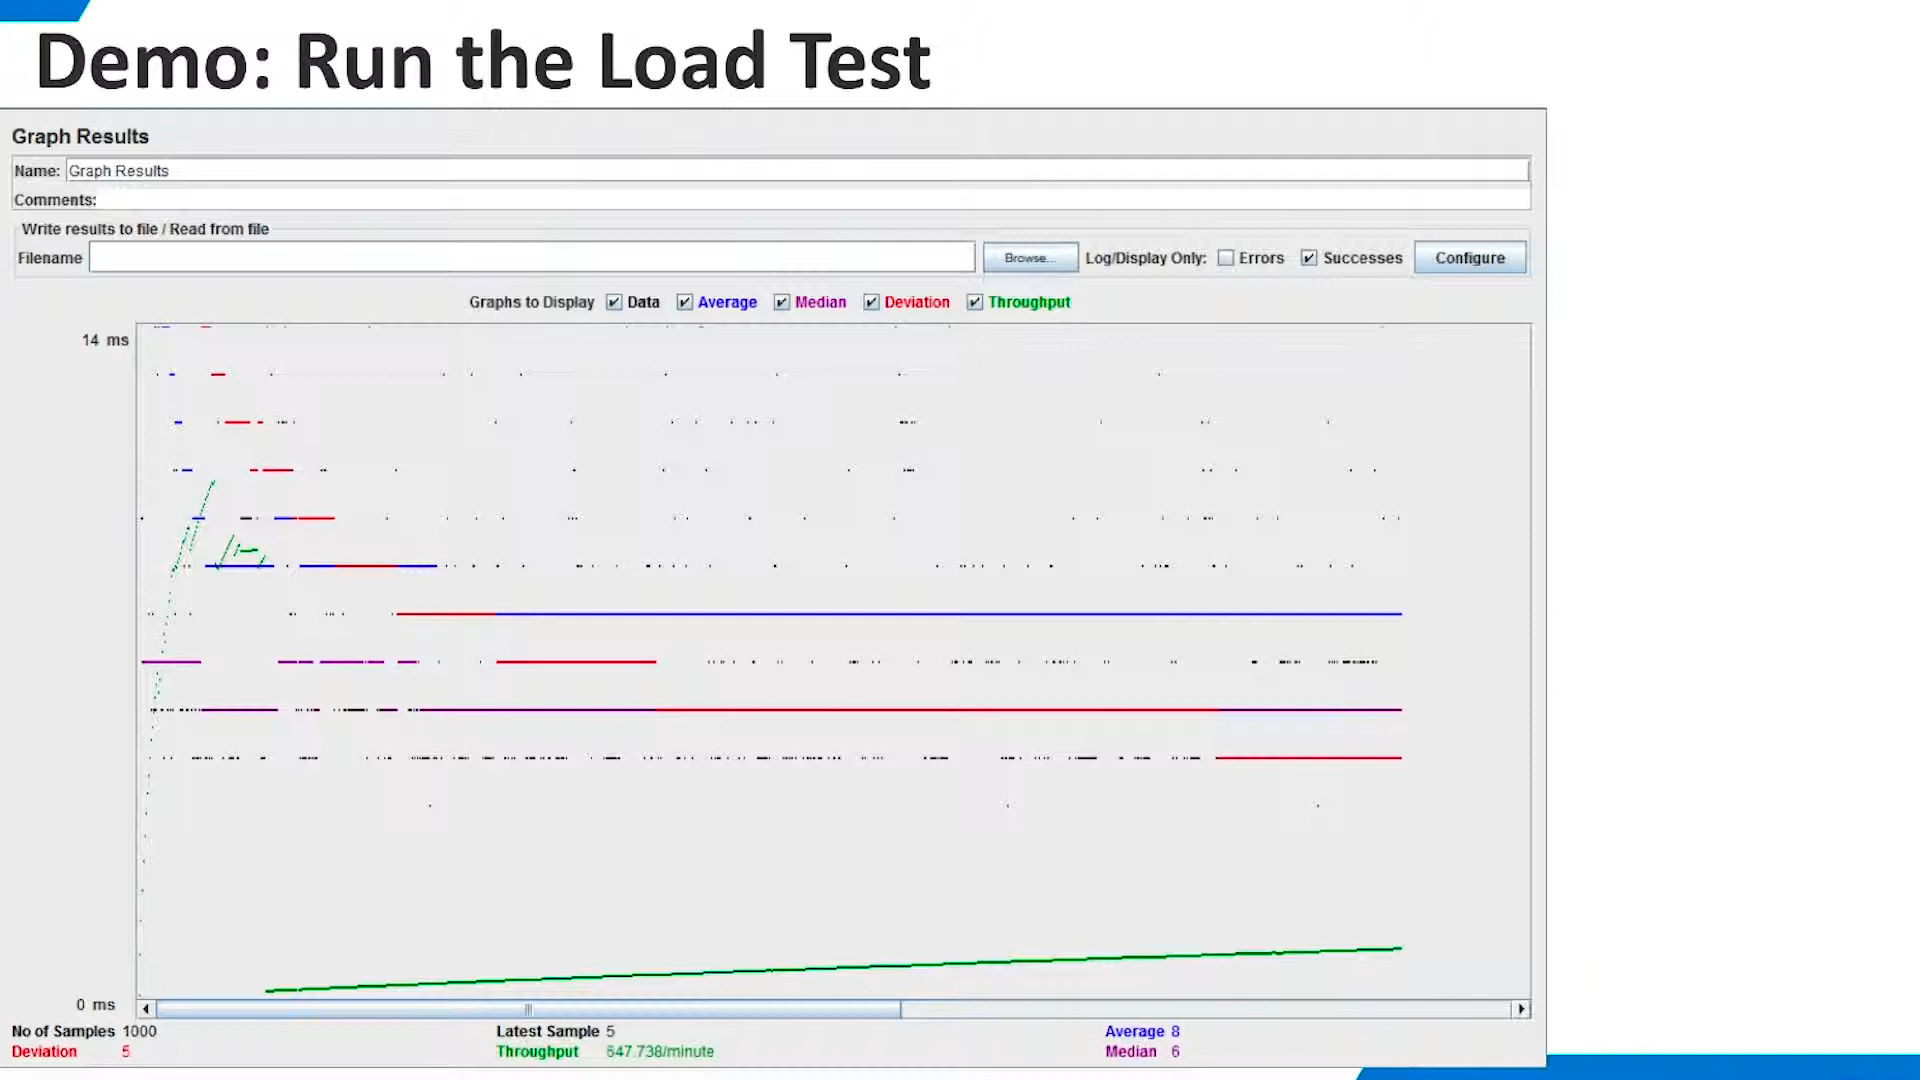 Demo: Run the Load Test
Graph Results
Name: Graph Results
Comments:
Write results to file / Read from file
Filename Browse... Log/Display Only: Errors Successes Configure
Graphs to Display Data Average Median Deviation Throughput
14 ms
0 ms
No of Samples 1000 Latest Sample 5 Average 8
Deviation 5 Throughput 647.738/minute Median 6